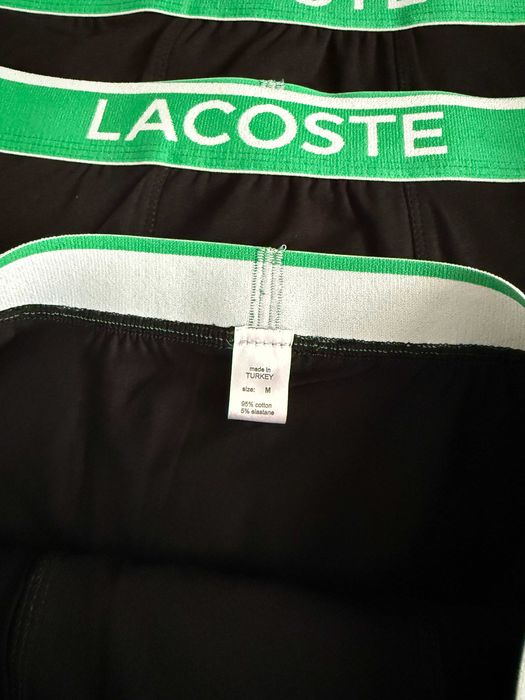 LACOSTE
made in
TURKEY
size: M
95% cotton
5% elastane